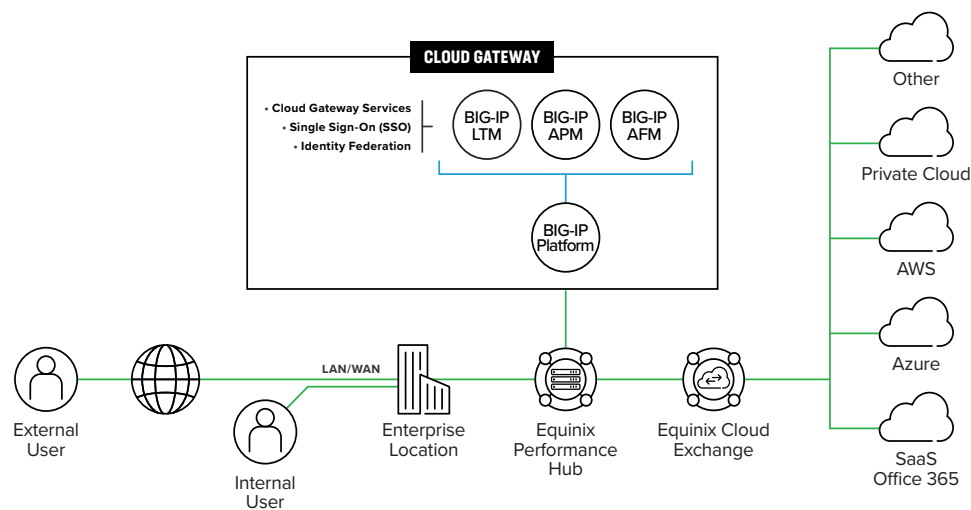 CLOUD GATEWAY
• Cloud Gateway Services
• Single Sign-On (SSO)
• Identity Federation
BIG-IP
LTM
BIG-IP
APM
BIG-IP
AFM
BIG-IP
Platform
Other
Private Cloud
AWS
Azure
SaaS
Office 365
LAN/WAN
External
User
Internal
User
Enterprise
Location
Equinix
Performance
Hub
Equinix Cloud
Exchange